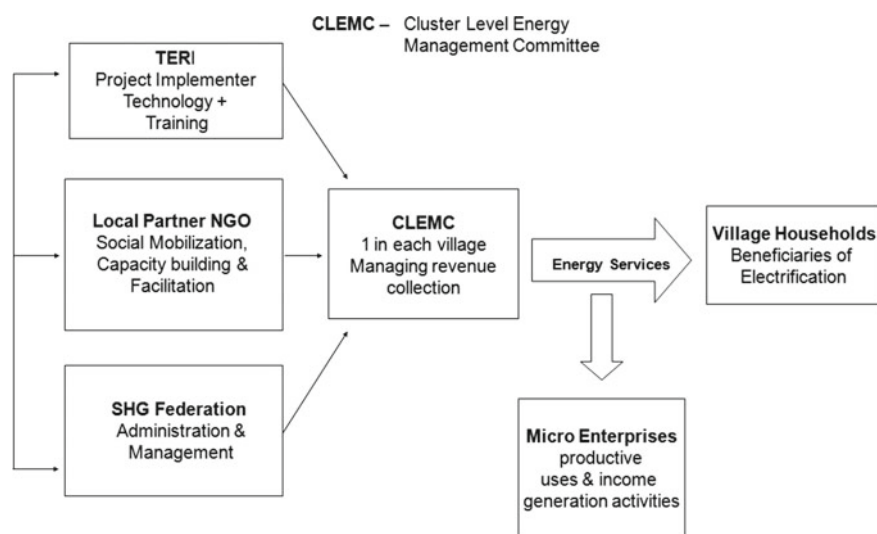 CLEMC – Cluster Level Energy
Management Committee
TERI
Project Implementer
Technology +
Training
Local Partner NGO
Social Mobilization,
Capacity building &
Facilitation
SHG Federation
Administration &
Management
CLEMC
1 in each village
Managing revenue
collection
Energy Services
Village Households
Beneficiaries of
Electrification
Micro Enterprises
productive
uses & income
generation activities